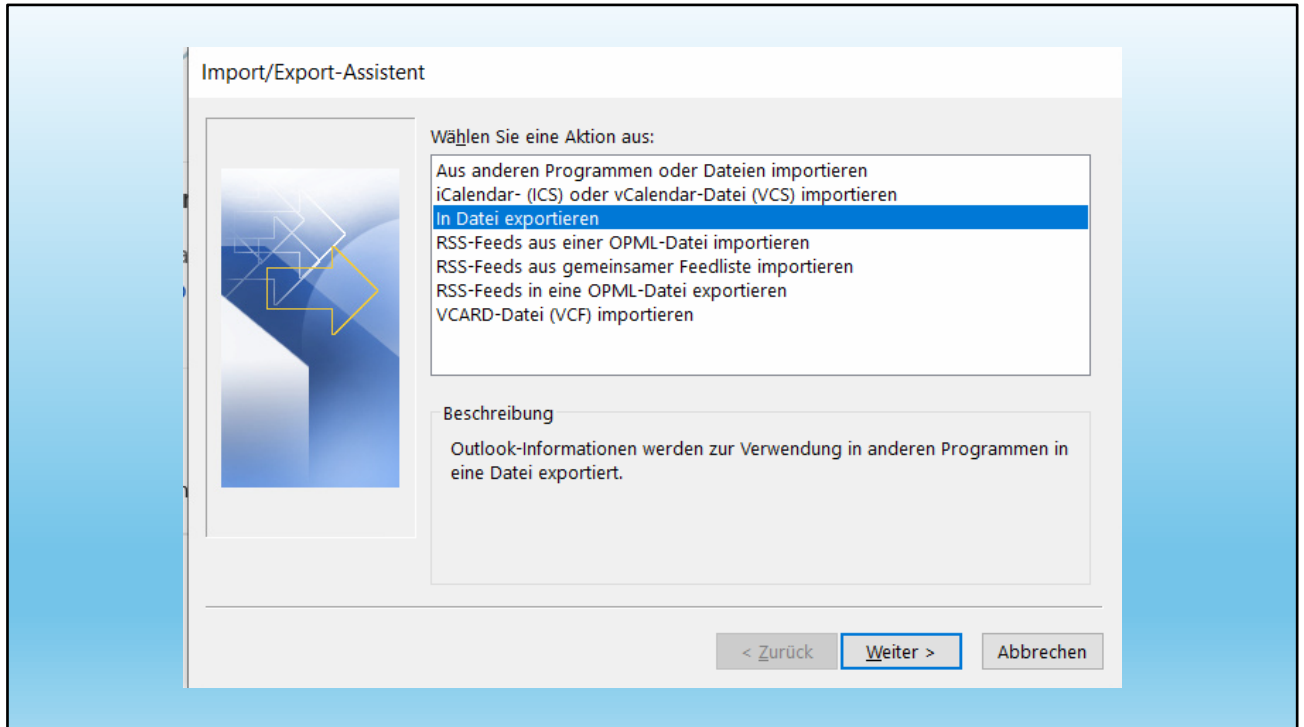 Import/Export-Assistent
Wählen Sie eine Aktion aus:
Aus anderen Programmen oder Dateien importieren
iCalendar- (ICS) oder vCalendar-Datei (VCS) importieren
In Datei exportieren
RSS-Feeds aus einer OPML-Datei importieren
RSS-Feeds aus gemeinsamer Feedliste importieren
RSS-Feeds in eine OPML-Datei exportieren
VCARD-Datei (VCF) importieren
Beschreibung
Outlook-Informationen werden zur Verwendung in anderen Programmen in
eine Datei exportiert.
< Zurück
Weiter >
Abbrechen